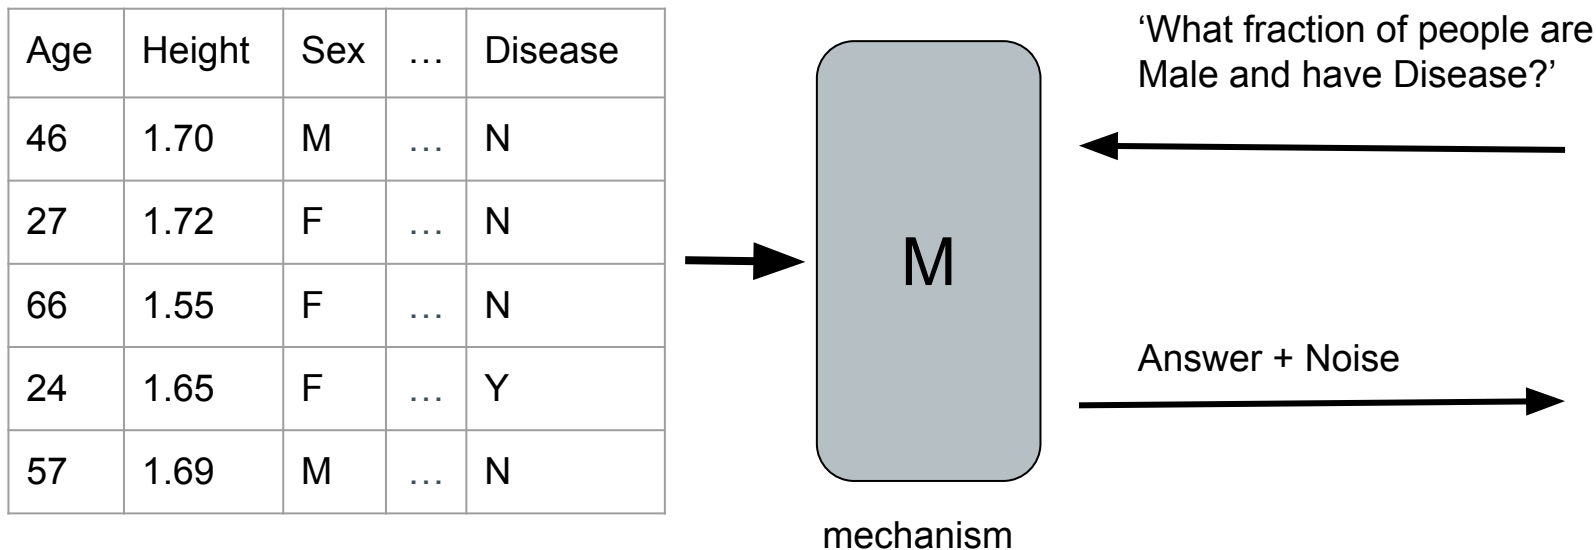 Age Height Sex … Disease
46 1.70 M … N
27 1.72 F … N
66 1.55 F … N
24 1.65 F … Y
57 1.69 M … N
M
mechanism
‘What fraction of people are
Male and have Disease?’
Answer + Noise